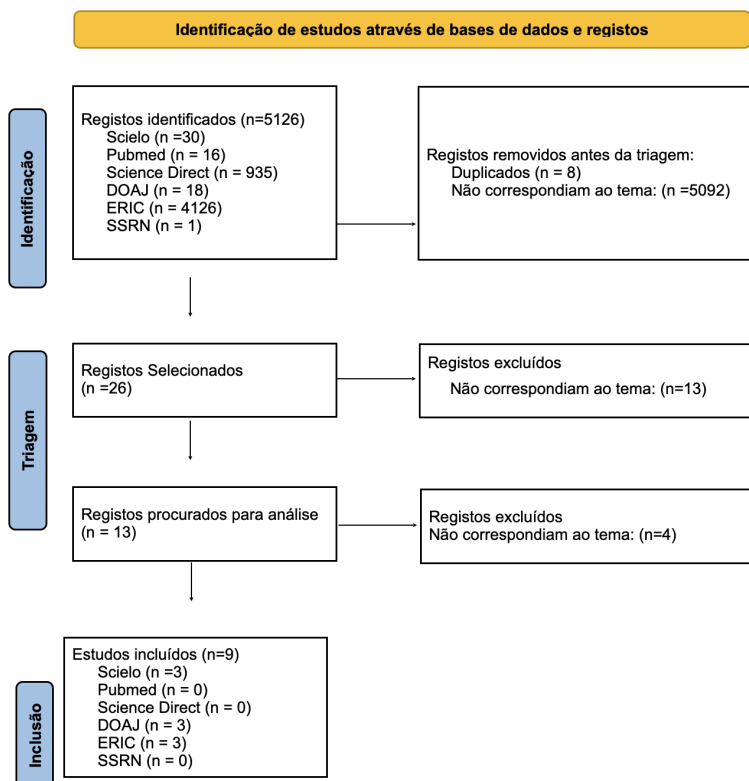 Identificação de estudos através de bases de dados e registos
Identificação
Registos identificados (n=5126)
Scielo (n =30)
Pubmed (n = 16)
Science Direct (n = 935)
DOAJ (n = 18)
ERIC (n = 4126)
SSRN (n = 1)
Registos removidos antes da triagem:
Duplicados (n = 8)
Não correspondiam ao tema: (n =5092)
Triagem
Registos Selecionados
(n =26)
Registos excluídos
Não correspondiam ao tema: (n=13)
Registos procurados para análise
(n = 13)
Registos excluídos
Não correspondiam ao tema: (n=4)
Inclusão
Estudos incluídos (n=9)
Scielo (n =3)
Pubmed (n = 0)
Science Direct (n = 0)
DOAJ (n = 3)
ERIC (n = 3)
SSRN (n = 0)